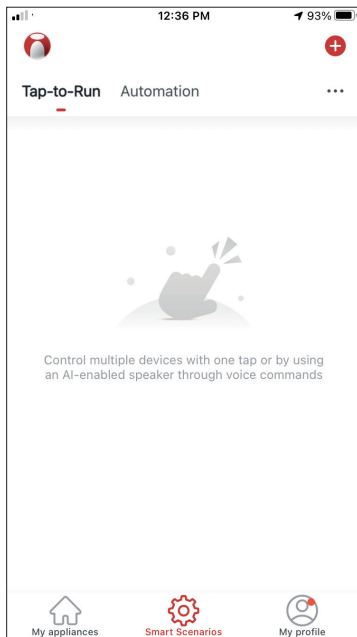 12:36 PM
93%
Tap-to-Run Automation
Control multiple devices with one tap or by using
an AI-enabled speaker through voice commands
My appliances Smart Scenarios My profile